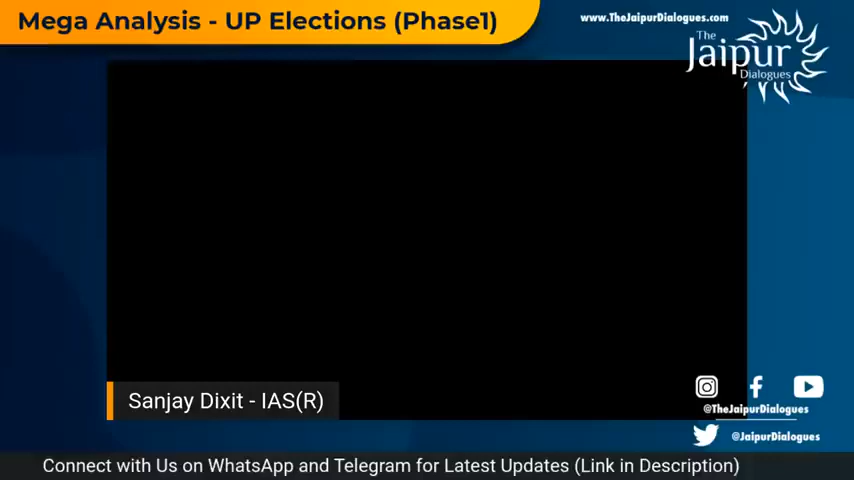 Mega Analysis - UP Elections (Phase1)
www.TheJaipurDialogues.com
The
Jaipur
Dialogues
Sanjay Dixit - IAS(R)
@TheJaipurDialogues
@JaipurDialogues
Connect with Us on WhatsApp and Telegram for Latest Updates (Link in Description)